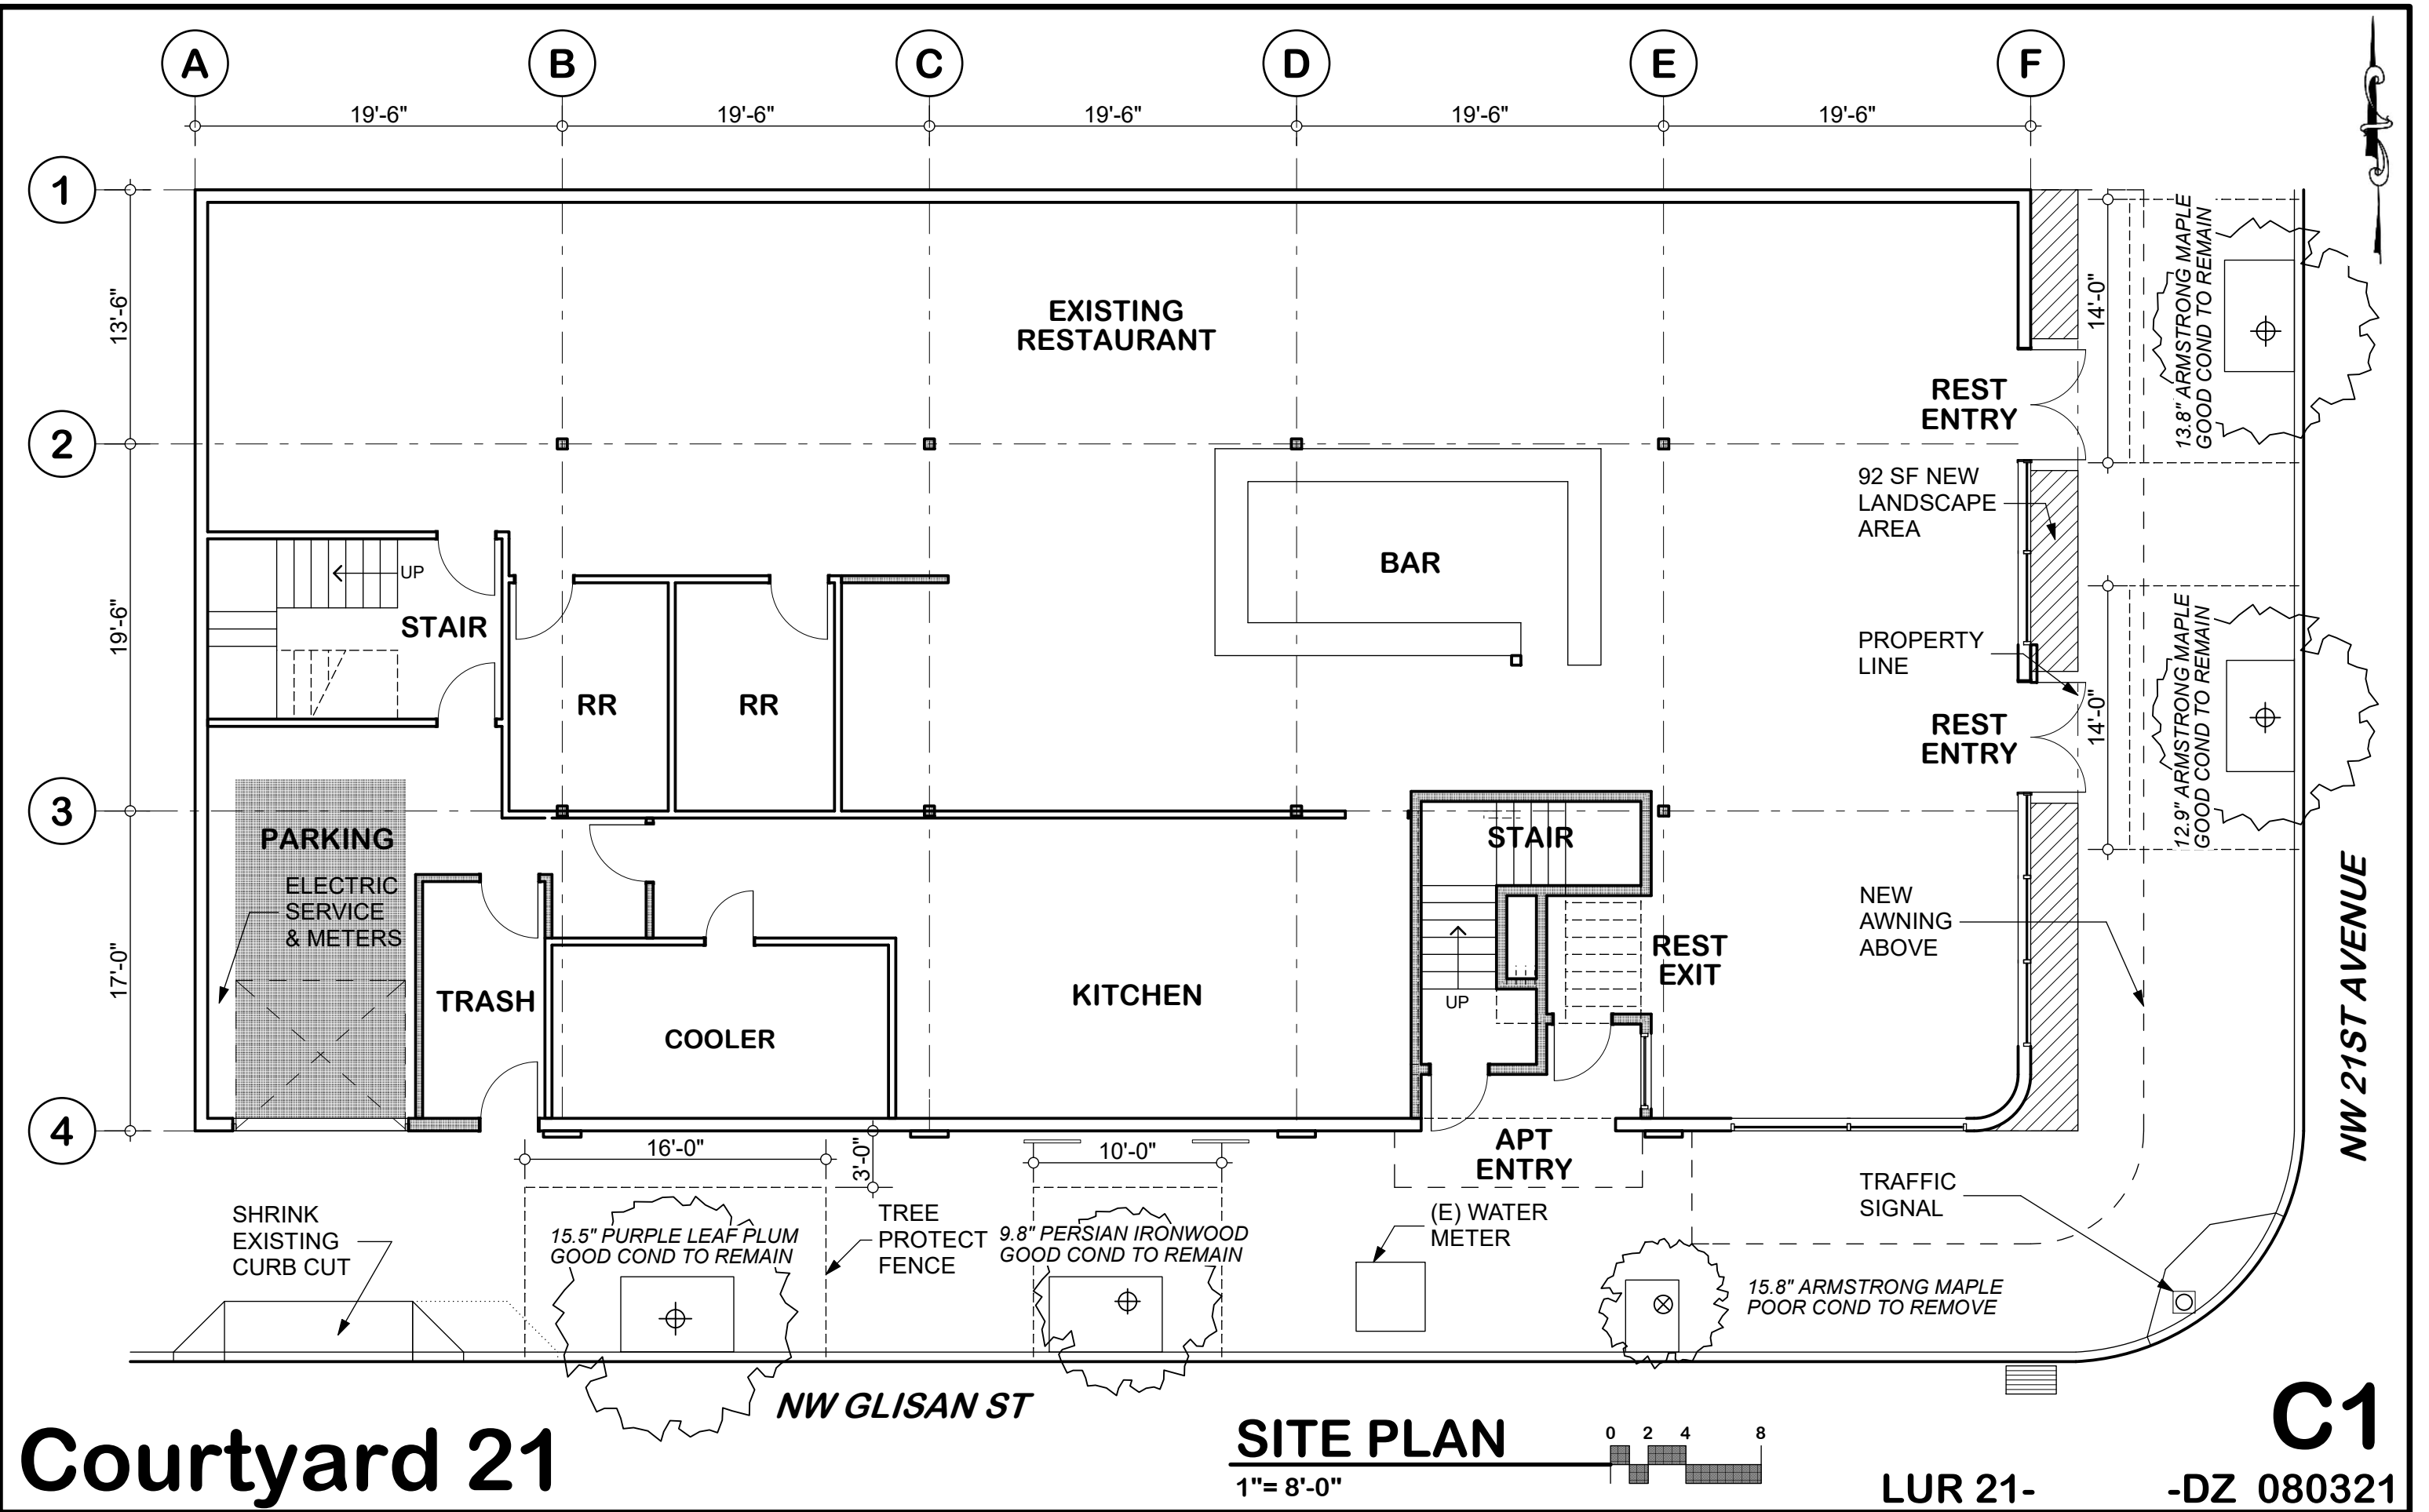 A
B
C
D
E
F
19'-6"
19'-6"
19'-6"
19'-6"
19'-6"
1
2
3
4
13'-6"
19'-6"
17'-0"
EXISTING
RESTAURANT
REST
ENTRY
14'-0"
13.8" ARMSTRONG MAPLE
GOOD COND TO REMAIN
92 SF NEW
LANDSCAPE
AREA
BAR
UP
STAIR
RR
RR
PROPERTY
LINE
REST
ENTRY
14'-0"
12.9" ARMSTRONG MAPLE
GOOD COND TO REMAIN
PARKING
ELECTRIC
SERVICE
& METERS
TRASH
COOLER
KITCHEN
STAIR
UP
REST
EXIT
NEW
AWNING
ABOVE
NW 21ST AVENUE
16'-0"
3'-0"
10'-0"
APT
ENTRY
SHRINK
EXISTING
CURB CUT
15.5" PURPLE LEAF PLUM
GOOD COND TO REMAIN
TREE
PROTECT
FENCE
9.8" PERSIAN IRONWOOD
GOOD COND TO REMAIN
(E) WATER
METER
TRAFFIC
SIGNAL
15.8" ARMSTRONG MAPLE
POOR COND TO REMOVE
NW GLISAN ST
Courtyard 21
SITE PLAN
1"= 8'-0"
0 2 4 8
C1
LUR 21- -DZ 080321